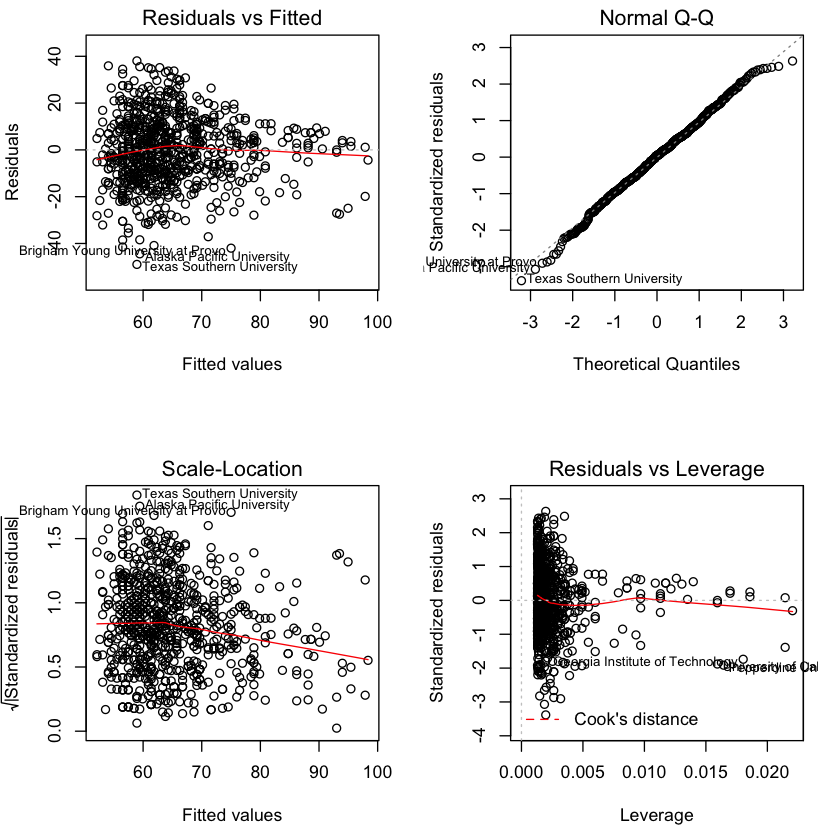 Residuals vs Fitted
Residuals
40
20
0
-20
-40
Brigham Young University at Provo
Alaska Pacific University
Texas Southern University
60 70 80 90 100
Fitted values
Normal Q-Q
Standardized residuals
3
2
1
0
-1
-2
-3
University at Provo
Pacific University
Texas Southern University
-3 -2 -1 0 1 2 3
Theoretical Quantiles
Scale-Location
√|Standardized residuals|
1.5
1.0
0.5
0.0
Texas Southern University
Alaska Pacific University
Brigham Young University at Provo
60 70 80 90 100
Fitted values
Residuals vs Leverage
Standardized residuals
3
2
1
0
-1
-2
-3
-4
Georgia Institute of Technology
University of Cal
Pepperdine Un
Cook's distance
0.000 0.005 0.010 0.015 0.020
Leverage